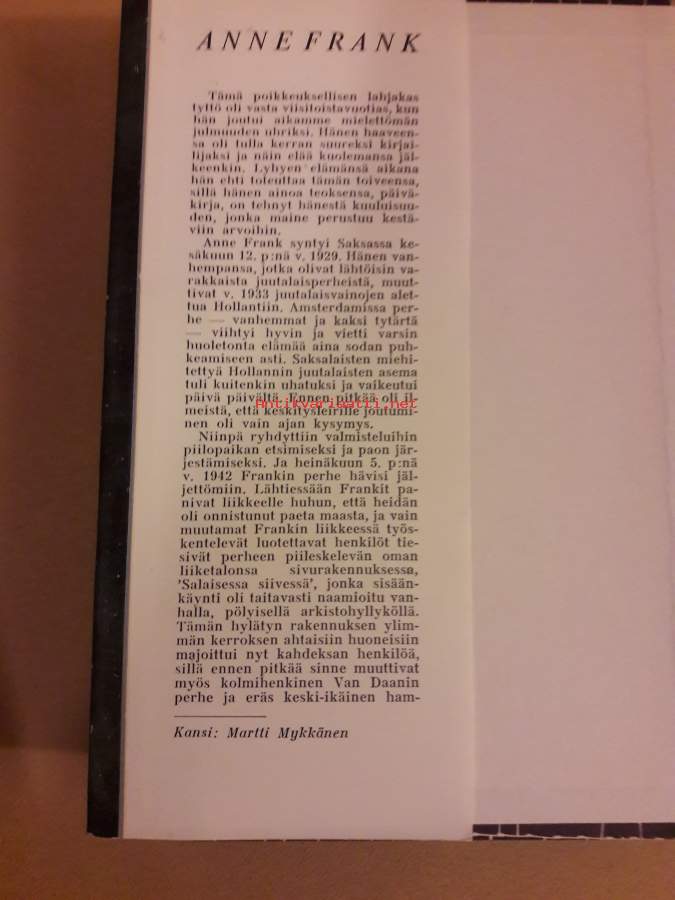 ANNE FRANK
Tämä poikkeuksellisen lahjakas
tyttö oli vasta viisitoistavuotias, kun
hän joutui aikamme mielettömän
julmuuden uhriksi. Hänen haaveen-
sa oli tulla kerran suureksi kirjai-
lijaksi ja näin elää kuolemansa jäl-
keenkin. Lyhyen elämänsä aikana
hän ehti toteuttaa tämän toiveensa,
sillä hänen ainoa teoksensa, päivä-
kirja, on tehnyt hänestä kuuluisuu-
den, jonka maine perustuu kestä-
viin arvoihin.
Anne Frank syntyi Saksassa ke-
säkuun 12. p:nä v. 1929. Hänen van-
hempansa, jotka olivat lähtöisin va-
rakkaista juutalaisperheistä, muut-
tivat v. 1933 juutalaisvainojen alet-
tua Hollantiin. Amsterdamissa per-
he — vanhemmat ja kaksi tytärtä
— viihtyi hyvin ja vietti varsin
huoletonta elämää aina sodan puh-
keamiseen asti. Saksalaisten miehi-
tettyä Hollannin juutalaisten asema
tuli kuitenkin uhatuksi ja vaikeutui
päivä päivältä. Ennen pitkää oli il-
Antikvariaatti.net
meistä, että keskitysleirille joutumi-
nen oli vain ajan kysymys.
Niinpä ryhdyttiin valmisteluihin
piilopaikan etsimiseksi ja paon jär-
jestämiseksi. Ja heinäkuun 5. p:nä
v. 1942 Frankin perhe hävisi jäl-
jettömiin. Lähtiessään Frankit pa-
nivat liikkeelle huhun, että heidän
oli onnistunut paeta maasta, ja vain
muutamat Frankin liikkeessä työs-
kentelevät luotettavat henkilöt tie-
sivät perheen piileskelevän oman
liiketalonsa sivurakennuksessa,
'Salaisessa siivessä', jonka sisään-
käynti oli taitavasti naamioitu van-
halla, pölyisellä arkistohyllyköllä.
Tämän hylätyn rakennuksen ylim-
män kerroksen ahtaisiin huoneisiin
majoittui nyt kahdeksan henkilöä,
sillä ennen pitkää sinne muuttivat
myös kolmihenkinen Van Daanin
perhe ja eräs keski-ikäinen ham-
Kansi: Martti Mykkänen